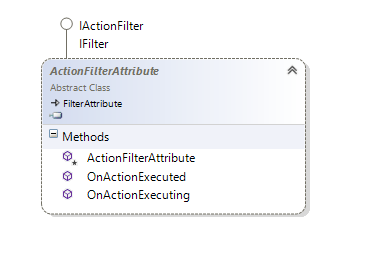 IActionFilter
IFilter
ActionFilterAttribute
Abstract Class
FilterAttribute
Methods
ActionFilterAttribute
OnActionExecuted
OnActionExecuting